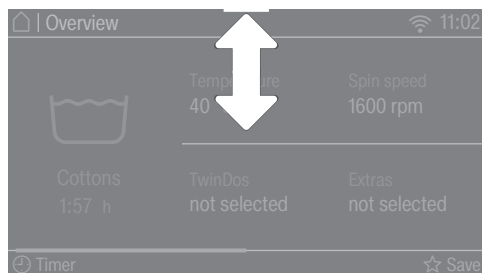 | Overview 11:02
Temperature Spin speed
40 1600 rpm
Cottons
1:57 h
TwinDos Extras
not selected not selected
Timer Save